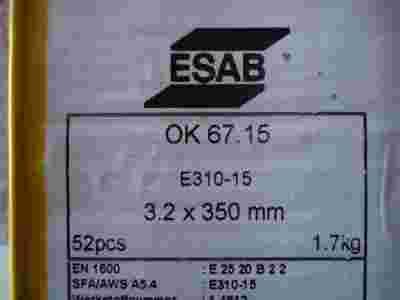 ESAB
OK 67.15
E310-15
3.2 x 350 mm
52pcs 1.7kg
EN 1600 : E 25 20 B 2 2
SFA/AWS A5.4 : E310-15